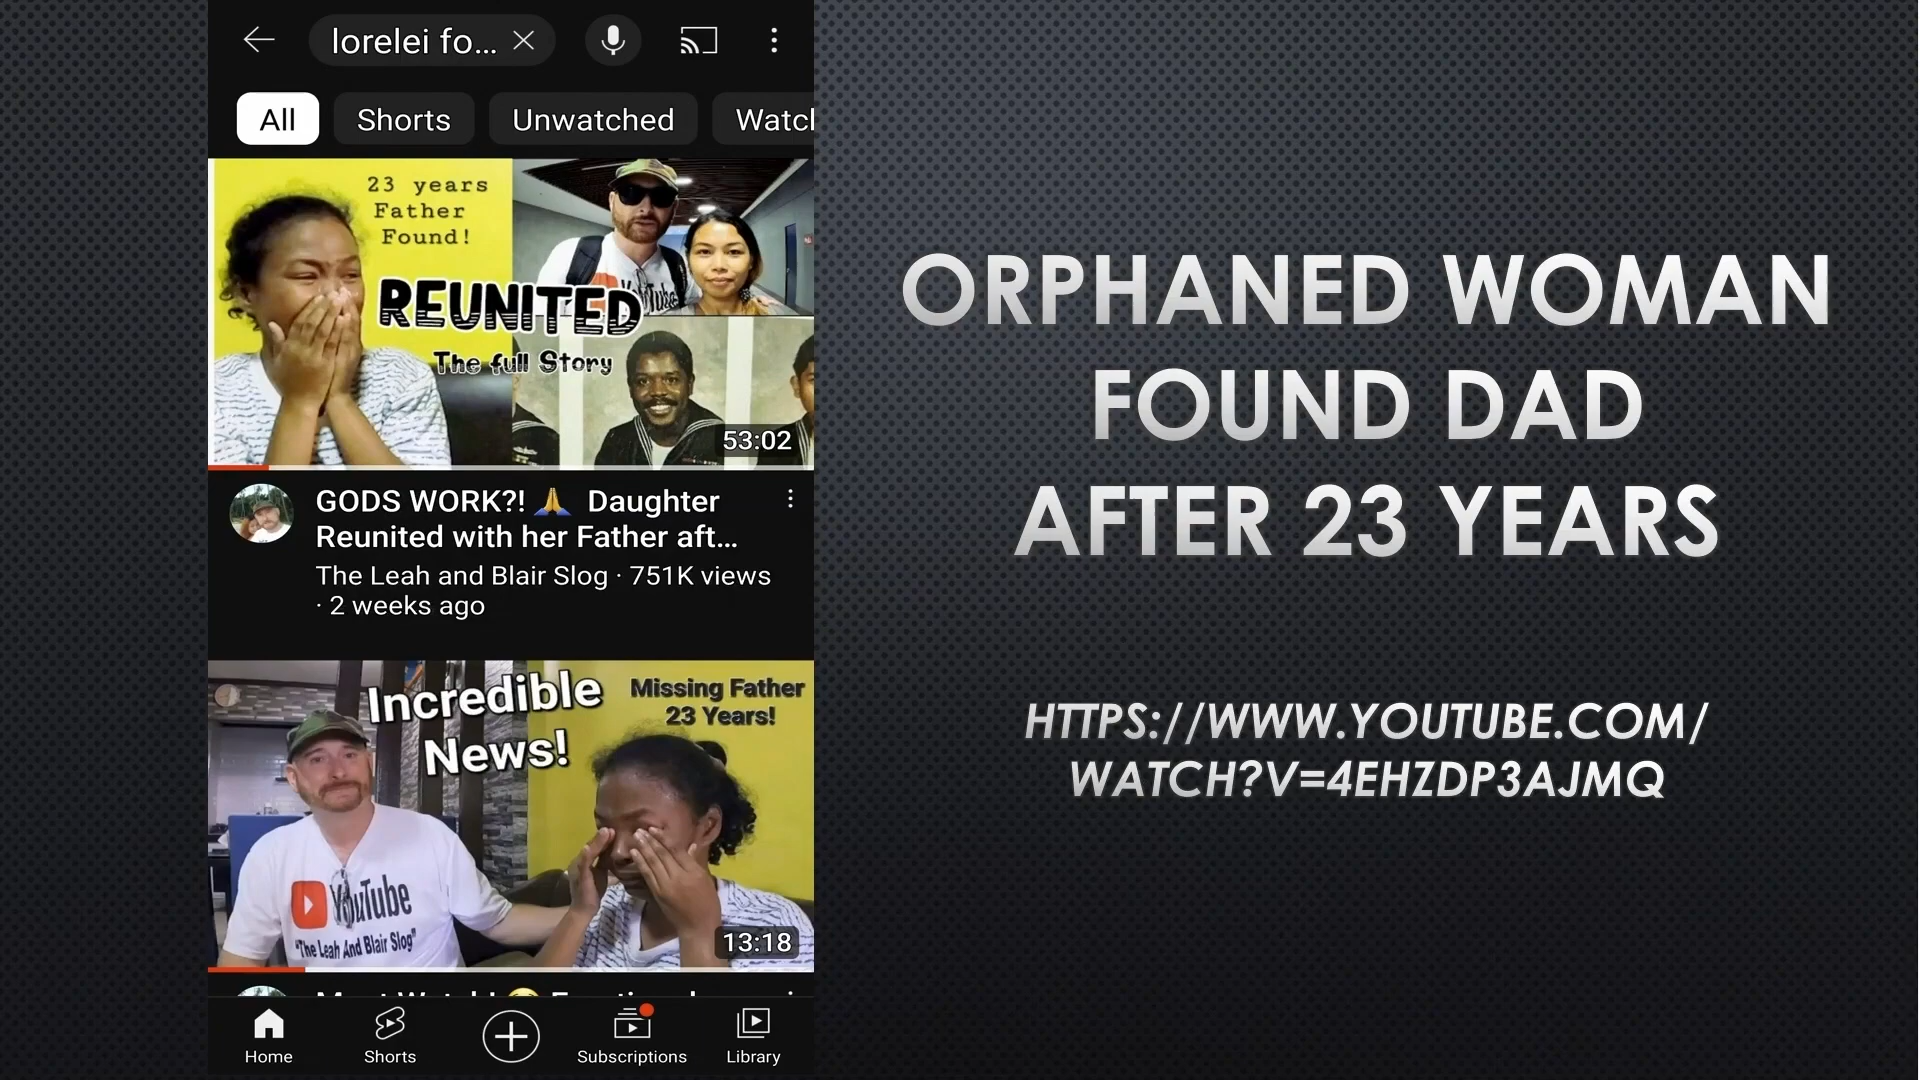 lorelei fo...
All
Shorts
Unwatched
Watch
23 years
Father
Found!
REUNITED
The full Story
YouTube
53:02
GODS WORK?! 🙏 Daughter
Reunited with her Father aft...
The Leah and Blair Slog · 751K views
· 2 weeks ago
Incredible
News!
Missing Father
23 Years!
YouTube
"The Leah And Blair Slog"
13:18
Home
Shorts
Subscriptions
Library
ORPHANED WOMAN
FOUND DAD
AFTER 23 YEARS
HTTPS://WWW.YOUTUBE.COM/
WATCH?V=4EHZDP3AJMQ